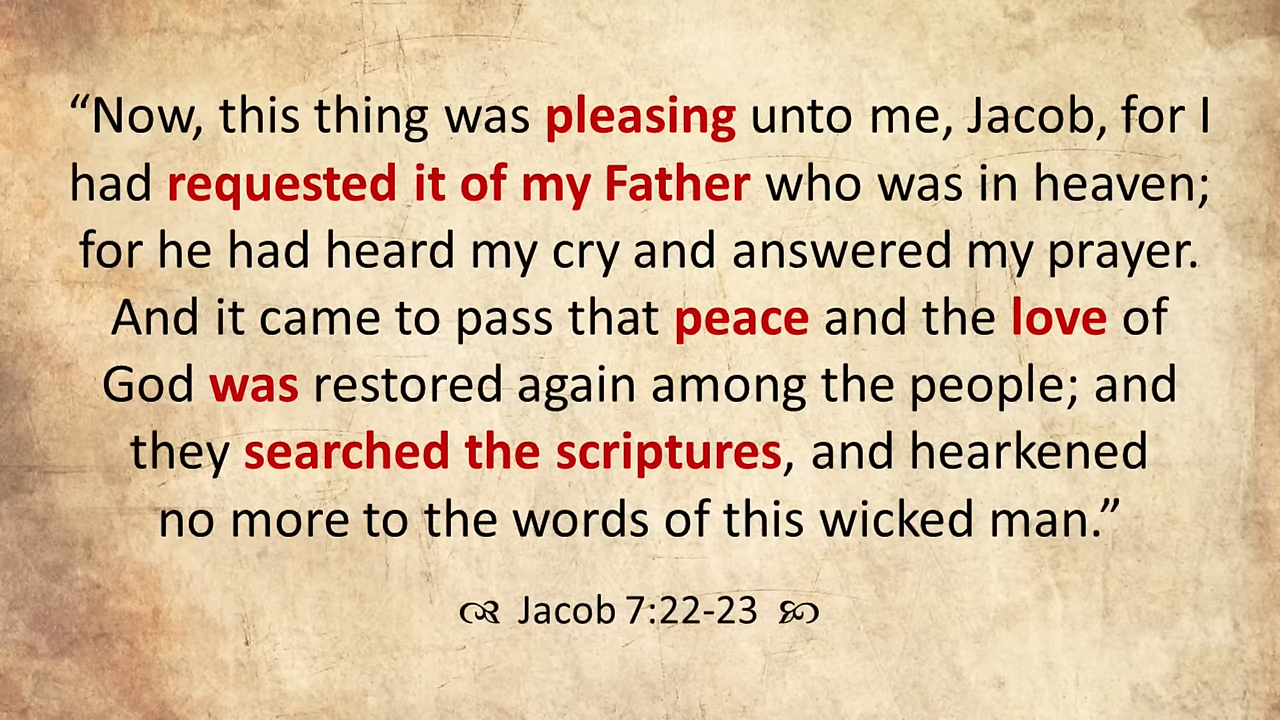 “Now, this thing was pleasing unto me, Jacob, for I
had requested it of my Father who was in heaven;
for he had heard my cry and answered my prayer.
And it came to pass that peace and the love of
God was restored again among the people; and
they searched the scriptures, and hearkened
no more to the words of this wicked man.”
Jacob 7:22-23